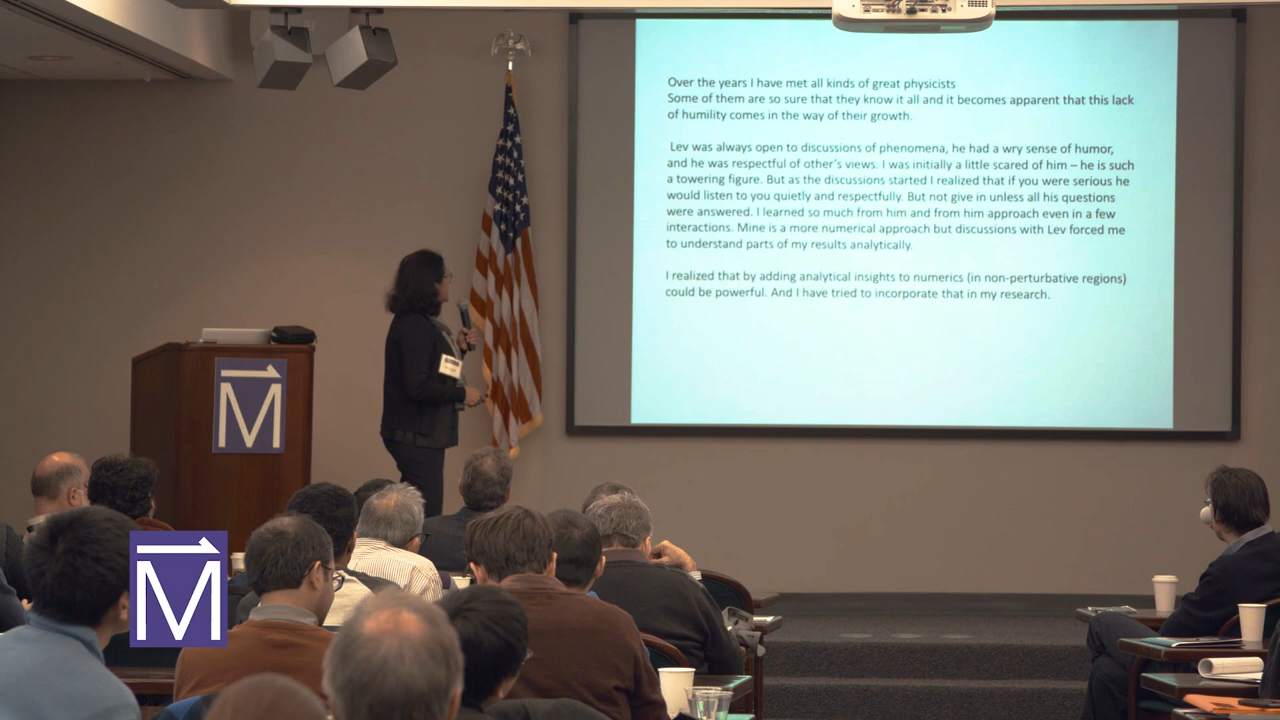 Over the years I have met all kinds of great physicists
Some of them are so sure that they know it all and it becomes apparent that this lack
of humility comes in the way of their growth.
Lev was always open to discussions of phenomena, he had a wry sense of humor,
and he was respectful of other's views. I was initially a little scared of him – he is such
a towering figure. But as the discussions started I realized that if you were serious he
would listen to you quietly and respectfully. But not give in unless all his questions
were answered. I learned so much from him and from him approach even in a few
interactions. Mine is a more numerical approach but discussions with Lev forced me
to understand parts of my results analytically.
I realized that by adding analytical insights to numerics (in non-perturbative regions)
could be powerful. And I have tried to incorporate that in my research.
M
M